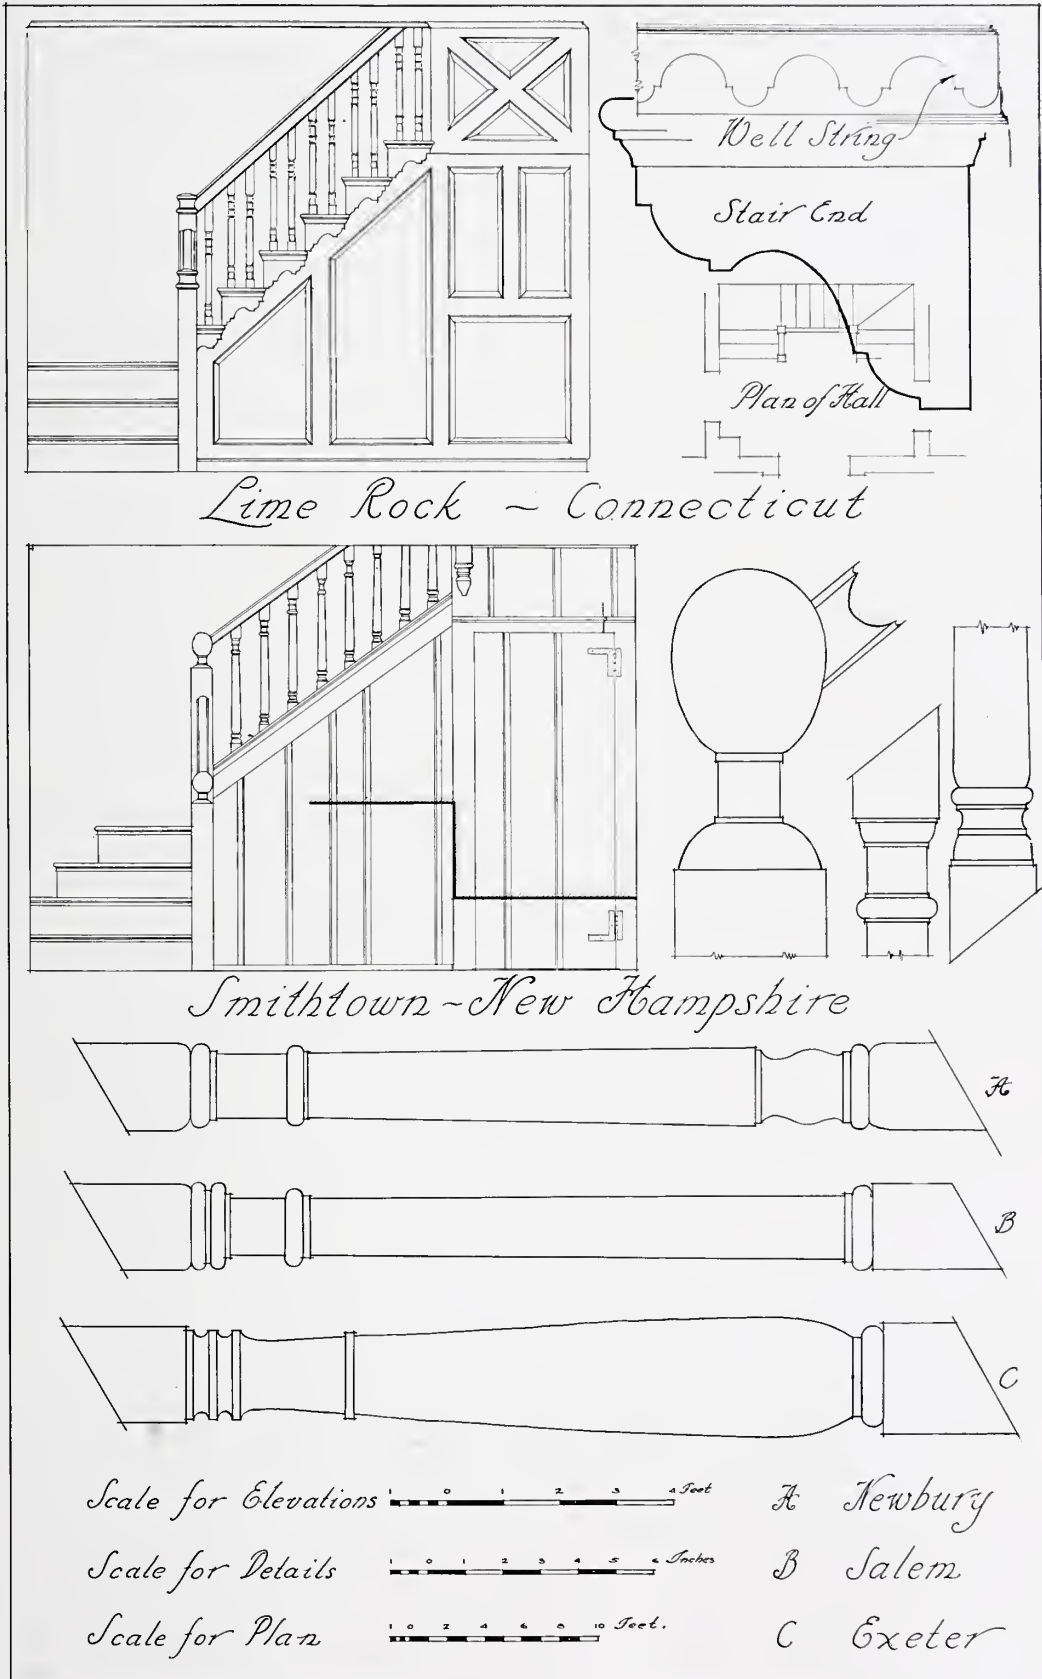 Well String
Stair End
Plan of Hall
Lime Rock ~ Connecticut
Smithtown ~ New Hampshire
A
B
C
Scale for Elevations 1 0 1 2 3 4 Feet
A Newbury
Scale for Details 1 0 1 2 3 4 5 6 Inches
B Salem
Scale for Plan 1 0 2 4 6 8 10 Feet.
C Exeter